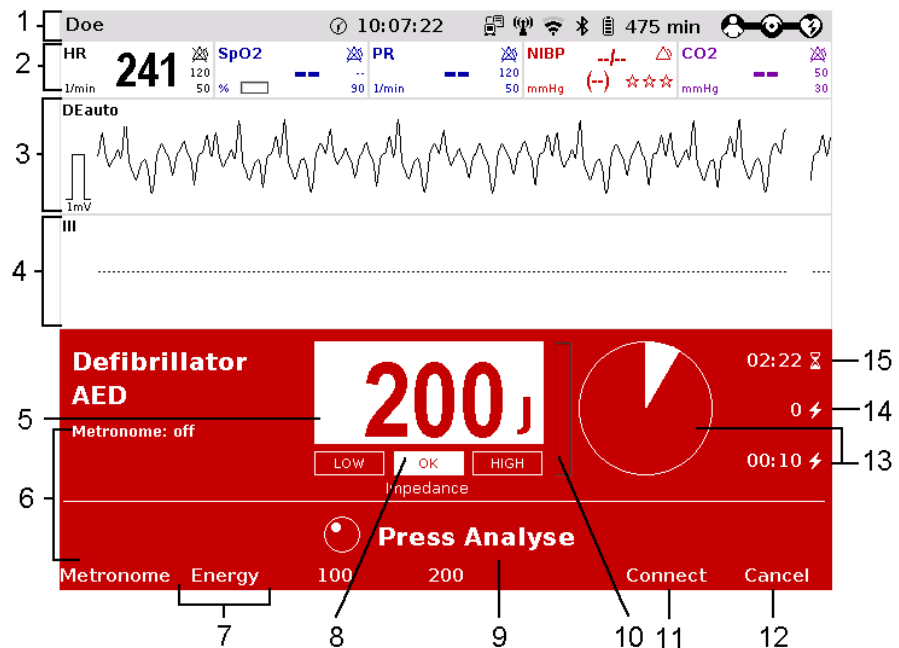 1 Doe 10:07:22 475 min
2 HR 241 1/min 120 50 SpO2 -- % -- 90 PR -- 1/min 120 50 NIBP --/-- (--) mmHg ☆☆☆ CO2 -- mmHg 50 30
DEauto
3
1mV
III
4
Defibrillator
AED
200 J
02:22 15
0 14
5
Metronome: off
LOW OK HIGH
00:10 13
Impedance
6
Press Analyse
Metronome Energy 100 200 Connect Cancel
7 8 9 10 11 12